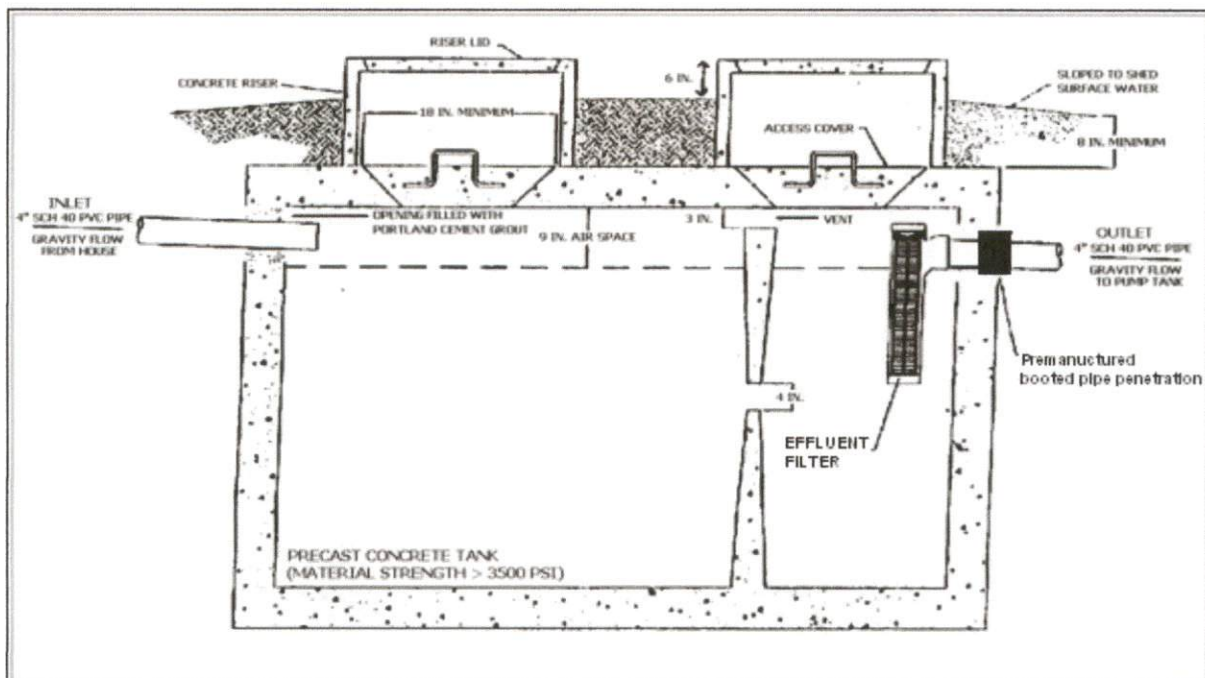 RISER LID
CONCRETE RISER
6 IN.
SLOPED TO SHED
SURFACE WATER
18 IN. MINIMUM
ACCESS COVER
8 IN. MINIMUM
INLET
4" SCH 40 PVC PIPE
GRAVITY FLOW
FROM HOUSE
OPENING FILLED WITH
PORTLAND CEMENT GROUT
9 IN. AIR SPACE
3 IN.
VENT
OUTLET
4" SCH 40 PVC PIPE
GRAVITY FLOW
TO PUMP TANK
Premanuctured
booted pipe penetration
4 IN.
EFFLUENT
FILTER
PRECAST CONCRETE TANK
(MATERIAL STRENGTH > 3500 PSI)